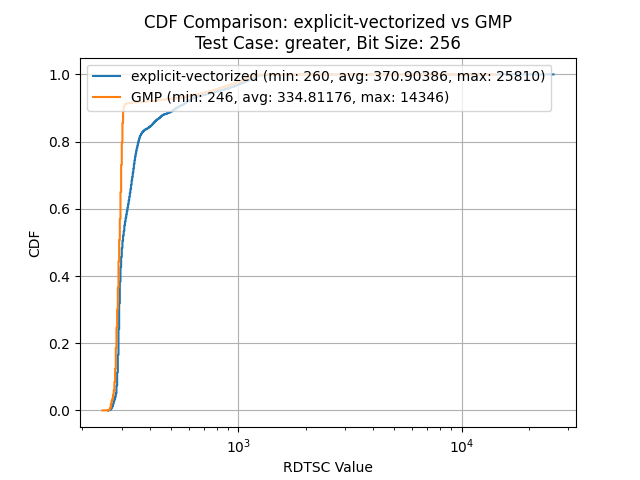 CDF Comparison: explicit-vectorized vs GMP
Test Case: greater, Bit Size: 256
explicit-vectorized (min: 260, avg: 370.90386, max: 25810)
GMP (min: 246, avg: 334.81176, max: 14346)
CDF
1.0
0.8
0.6
0.4
0.2
0.0
10³
10⁴
RDTSC Value